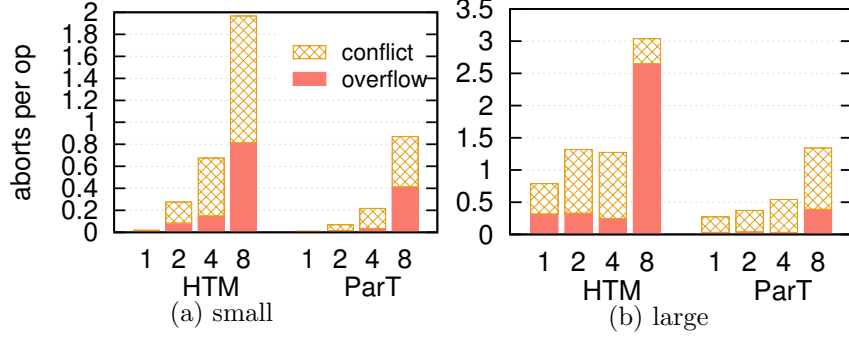 aborts per op
2
1.8
1.6
1.4
1.2
1
0.8
0.6
0.4
0.2
0
conflict
overflow
1 2 4 8 1 2 4 8
HTM ParT
(a) small
3.5
3
2.5
2
1.5
1
0.5
0
1 2 4 8 1 2 4 8
HTM ParT
(b) large